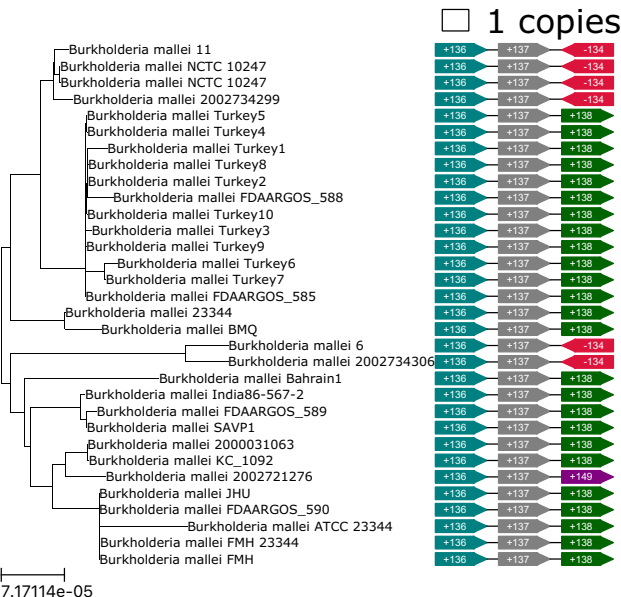 1 copies
Burkholderia mallei 11 +136 +137 -134
Burkholderia mallei NCTC 10247 +136 +137 -134
Burkholderia mallei NCTC 10247 +136 +137 -134
Burkholderia mallei 2002734299 +136 +137 -134
Burkholderia mallei Turkey5 +136 +137 +138
Burkholderia mallei Turkey4 +136 +137 +138
Burkholderia mallei Turkey1 +136 +137 +138
Burkholderia mallei Turkey8 +136 +137 +138
Burkholderia mallei Turkey2 +136 +137 +138
Burkholderia mallei FDAARGOS_588 +136 +137 +138
Burkholderia mallei Turkey10 +136 +137 +138
Burkholderia mallei Turkey3 +136 +137 +138
Burkholderia mallei Turkey9 +136 +137 +138
Burkholderia mallei Turkey6 +136 +137 +138
Burkholderia mallei Turkey7 +136 +137 +138
Burkholderia mallei FDAARGOS_585 +136 +137 +138
Burkholderia mallei 23344 +136 +137 +138
Burkholderia mallei BMQ +136 +137 +138
Burkholderia mallei 6 +136 +137 -134
Burkholderia mallei 2002734306 +136 +137 -134
Burkholderia mallei Bahrain1 +136 +137 +138
Burkholderia mallei India86-567-2 +136 +137 +138
Burkholderia mallei FDAARGOS_589 +136 +137 +138
Burkholderia mallei SAVP1 +136 +137 +138
Burkholderia mallei 2000031063 +136 +137 +138
Burkholderia mallei KC_1092 +136 +137 +138
Burkholderia mallei 2002721276 +136 +137 +149
Burkholderia mallei JHU +136 +137 +138
Burkholderia mallei FDAARGOS_590 +136 +137 +138
Burkholderia mallei ATCC 23344 +136 +137 +138
Burkholderia mallei FMH 23344 +136 +137 +138
Burkholderia mallei FMH +136 +137 +138
7.17114e-05